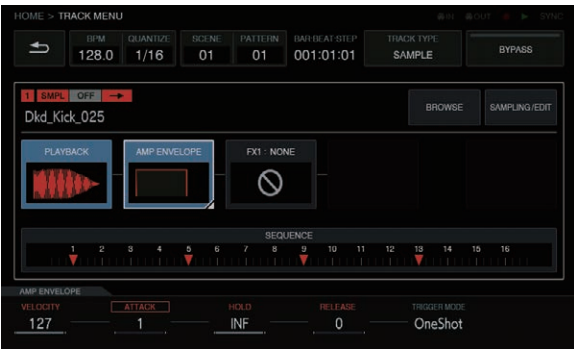 HOME > TRACK MENU IN OUT SYNC
BPM QUANTIZE SCENE PATTERN BAR:BEAT:STEP TRACK TYPE
128.0 1/16 01 01 001:01:01 SAMPLE BYPASS
1 SMPL OFF
Dkd_Kick_025 BROWSE SAMPLING/EDIT
PLAYBACK AMP ENVELOPE FX1 : NONE
SEQUENCE
1 2 3 4 5 6 7 8 9 10 11 12 13 14 15 16
AMP ENVELOPE
VELOCITY ATTACK HOLD RELEASE TRIGGER MODE
127 1 INF 0 OneShot